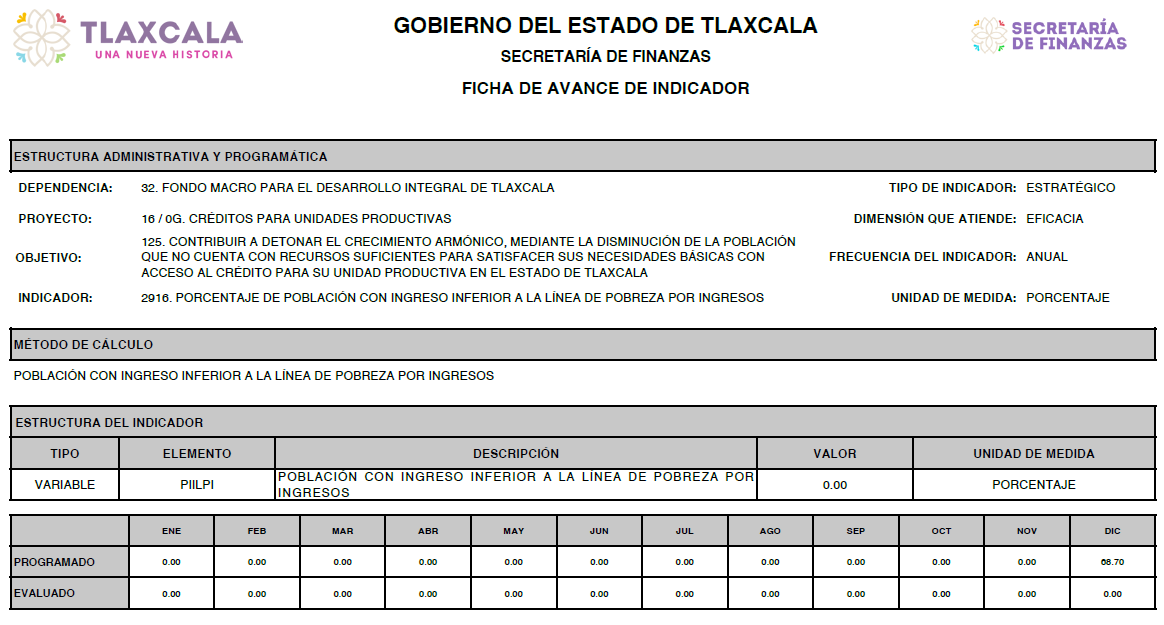 TLAXCALA
UNA NUEVA HISTORIA
GOBIERNO DEL ESTADO DE TLAXCALA
SECRETARÍA DE FINANZAS
FICHA DE AVANCE DE INDICADOR
SECRETARÍA
DE FINANZAS
ESTRUCTURA ADMINISTRATIVA Y PROGRAMÁTICA
DEPENDENCIA: 32. FONDO MACRO PARA EL DESARROLLO INTEGRAL DE TLAXCALA TIPO DE INDICADOR: ESTRATÉGICO
PROYECTO: 16 / 0G. CRÉDITOS PARA UNIDADES PRODUCTIVAS DIMENSIÓN QUE ATIENDE: EFICACIA
OBJETIVO: 125. CONTRIBUIR A DETONAR EL CRECIMIENTO ARMÓNICO, MEDIANTE LA DISMINUCIÓN DE LA POBLACIÓN
QUE NO CUENTA CON RECURSOS SUFICIENTES PARA SATISFACER SUS NECESIDADES BÁSICAS CON
ACCESO AL CRÉDITO PARA SU UNIDAD PRODUCTIVA EN EL ESTADO DE TLAXCALA
FRECUENCIA DEL INDICADOR: ANUAL
INDICADOR: 2916. PORCENTAJE DE POBLACIÓN CON INGRESO INFERIOR A LA LÍNEA DE POBREZA POR INGRESOS UNIDAD DE MEDIDA: PORCENTAJE
MÉTODO DE CÁLCULO
POBLACIÓN CON INGRESO INFERIOR A LA LÍNEA DE POBREZA POR INGRESOS
ESTRUCTURA DEL INDICADOR
TIPO ELEMENTO DESCRIPCIÓN VALOR UNIDAD DE MEDIDA
VARIABLE PIILPI POBLACIÓN CON INGRESO INFERIOR A LA LÍNEA DE POBREZA POR
INGRESOS 0.00 PORCENTAJE
ENE FEB MAR ABR MAY JUN JUL AGO SEP OCT NOV DIC
PROGRAMADO 0.00 0.00 0.00 0.00 0.00 0.00 0.00 0.00 0.00 0.00 0.00 68.70
EVALUADO 0.00 0.00 0.00 0.00 0.00 0.00 0.00 0.00 0.00 0.00 0.00 0.00